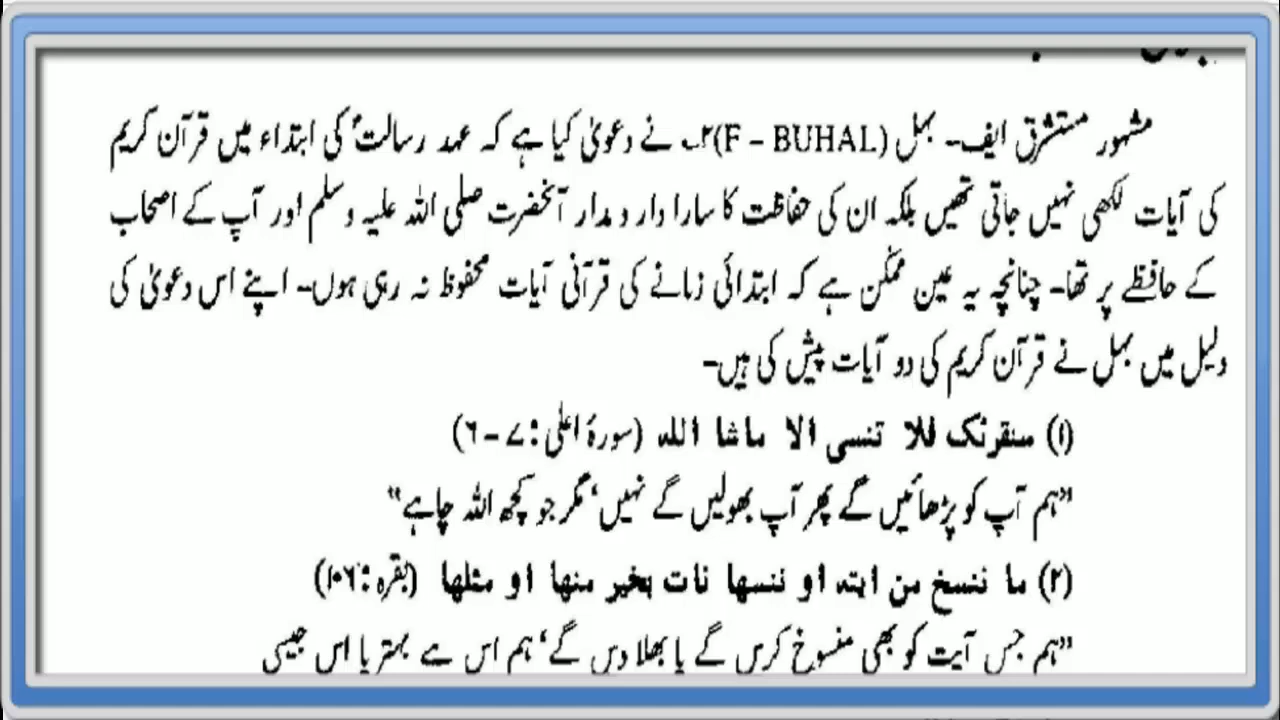 مشہور مستشرق ایف۔ بہل (F – BUHAL)۲؎ نے دعویٰ کیا ہے کہ عہد رسالتؐ کی ابتداء میں قرآن کریم
کی آیات لکھی نہیں جاتی تھیں بلکہ ان کی حفاظت کا سارا دار و مدار آنحضرت صلی اللہ علیہ وسلم اور آپ کے اصحاب
کے حافظے پر تھا۔ چنانچہ یہ عین ممکن ہے کہ ابتدائی زمانے کی قرآنی آیات محفوظ نہ رہی ہوں۔ اپنے اس دعویٰ کی
دلیل میں بہل نے قرآن کریم کی دو آیات پیش کی ہیں۔
(۱) سنقرئک فلا تنسی الا ماشا اللہ (سورۂ اعلیٰ : ۷ – ۶)
”ہم آپ کو پڑھائیں گے پھر آپ بھولیں گے نہیں‘ مگر جو کچھ اللہ چاہے“
(۲) ما ننسخ من ایتہ او ننسھا نات بخیر منھا او مثلھا (بقرہ : ۱۰۶)
”ہم جس آیت کو بھی منسوخ کریں گے یا بھلا دیں گے‘ ہم اس سے بہتر یا اس جیسی